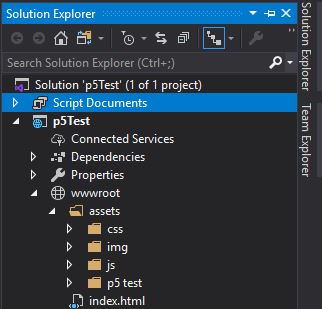 Solution Explorer
Search Solution Explorer (Ctrl+;)
Solution 'p5Test' (1 of 1 project)
Script Documents
p5Test
Connected Services
Dependencies
Properties
wwwroot
assets
css
img
js
p5 test
index.html
Solution Explorer
Team Explorer